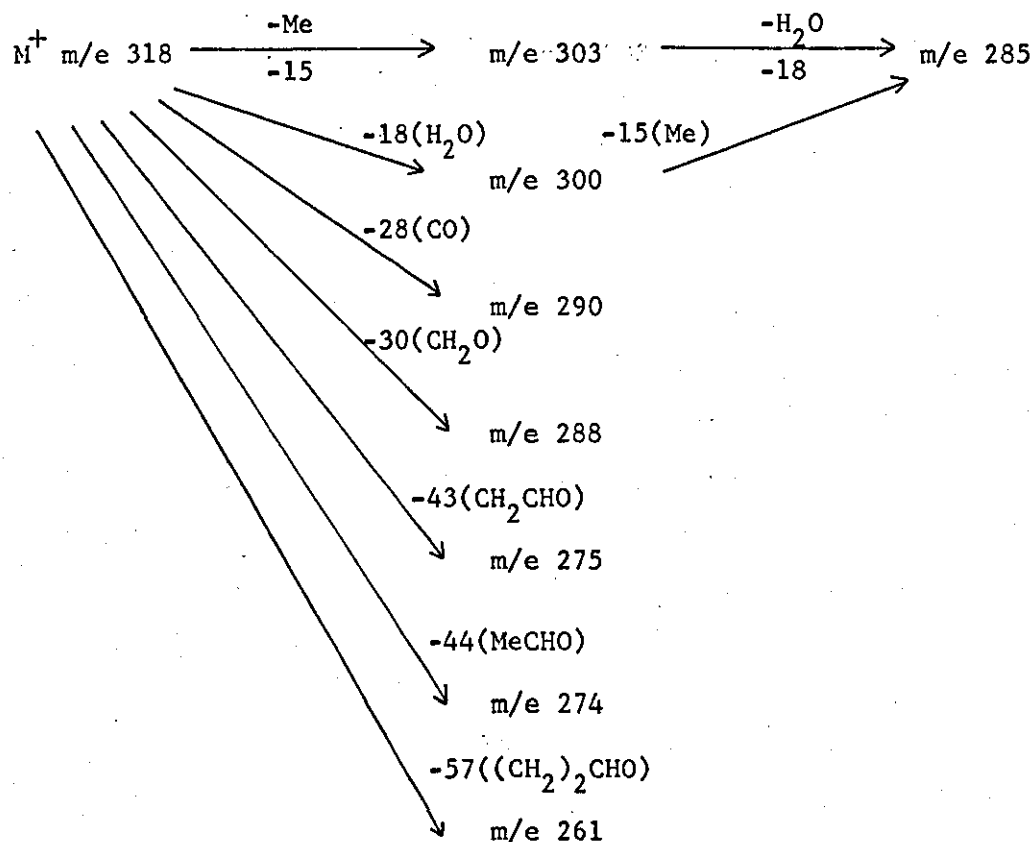 -Me -H₂O
M⁺ m/e 318 m/e 303 m/e 285
-15 -18
-18(H₂O) -15(Me)
m/e 300
-28(CO)
m/e 290
-30(CH₂O)
m/e 288
-43(CH₂CHO)
m/e 275
-44(MeCHO)
m/e 274
-57((CH₂)₂CHO)
m/e 261